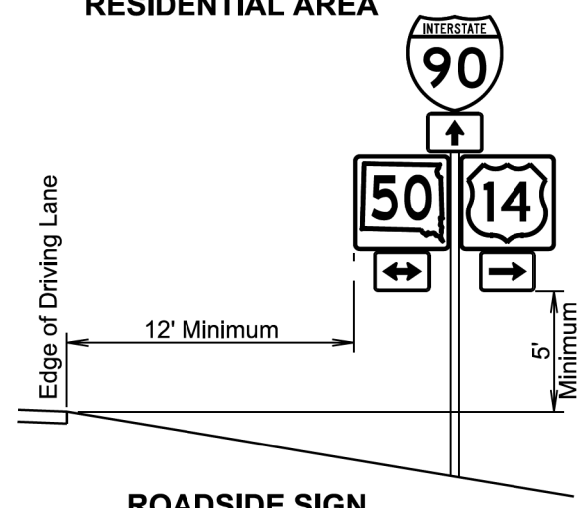 RESIDENTIAL AREA
INTERSTATE
90
50
14
Edge of Driving Lane
12' Minimum
5'
Minimum
ROADSIDE SIGN